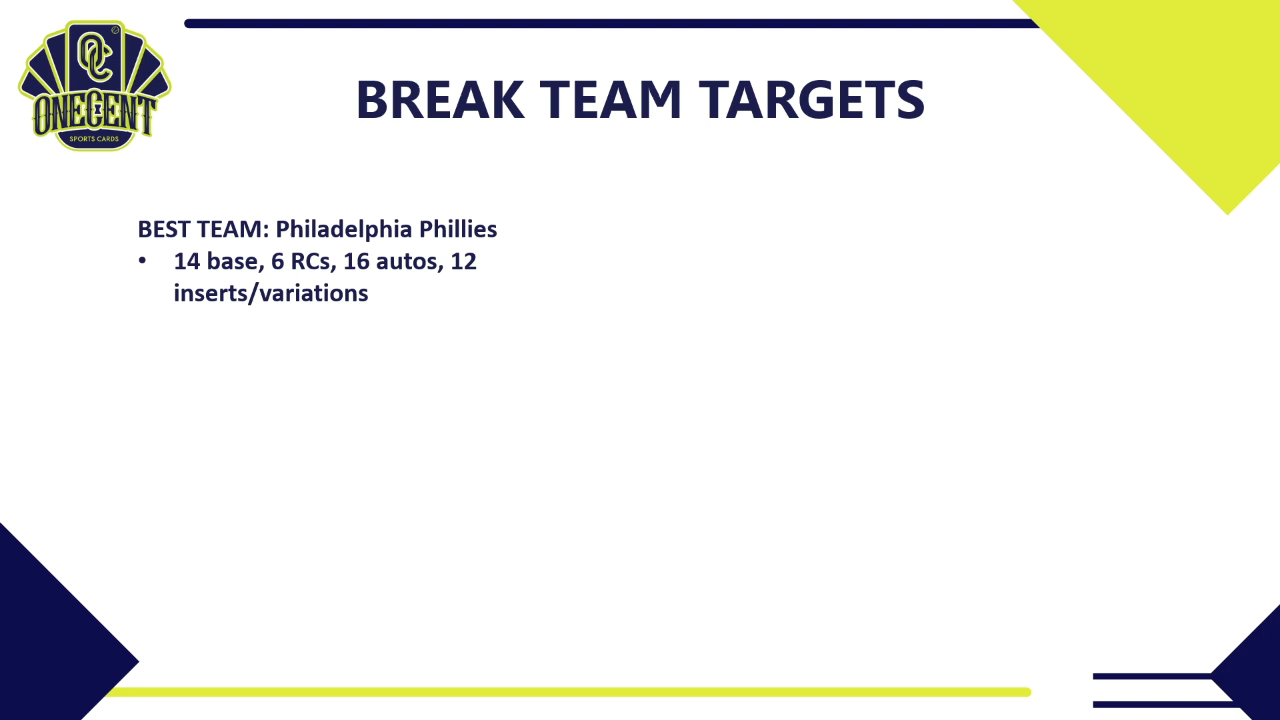 OC
ONECENT
SPORTS CARDS
BREAK TEAM TARGETS
BEST TEAM: Philadelphia Phillies
• 14 base, 6 RCs, 16 autos, 12
inserts/variations